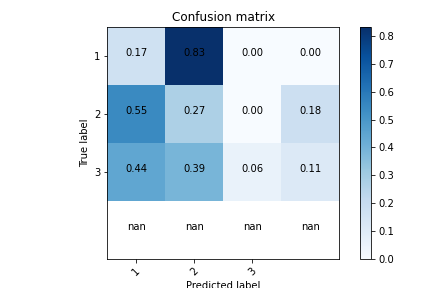 Confusion matrix
0.8
1 0.17 0.83 0.00 0.00
0.7
0.6
2 0.55 0.27 0.00 0.18
0.5
True label
0.4
3 0.44 0.39 0.06 0.11
0.3
0.2
nan nan nan nan
0.1
0.0
1 2 3
Predicted label